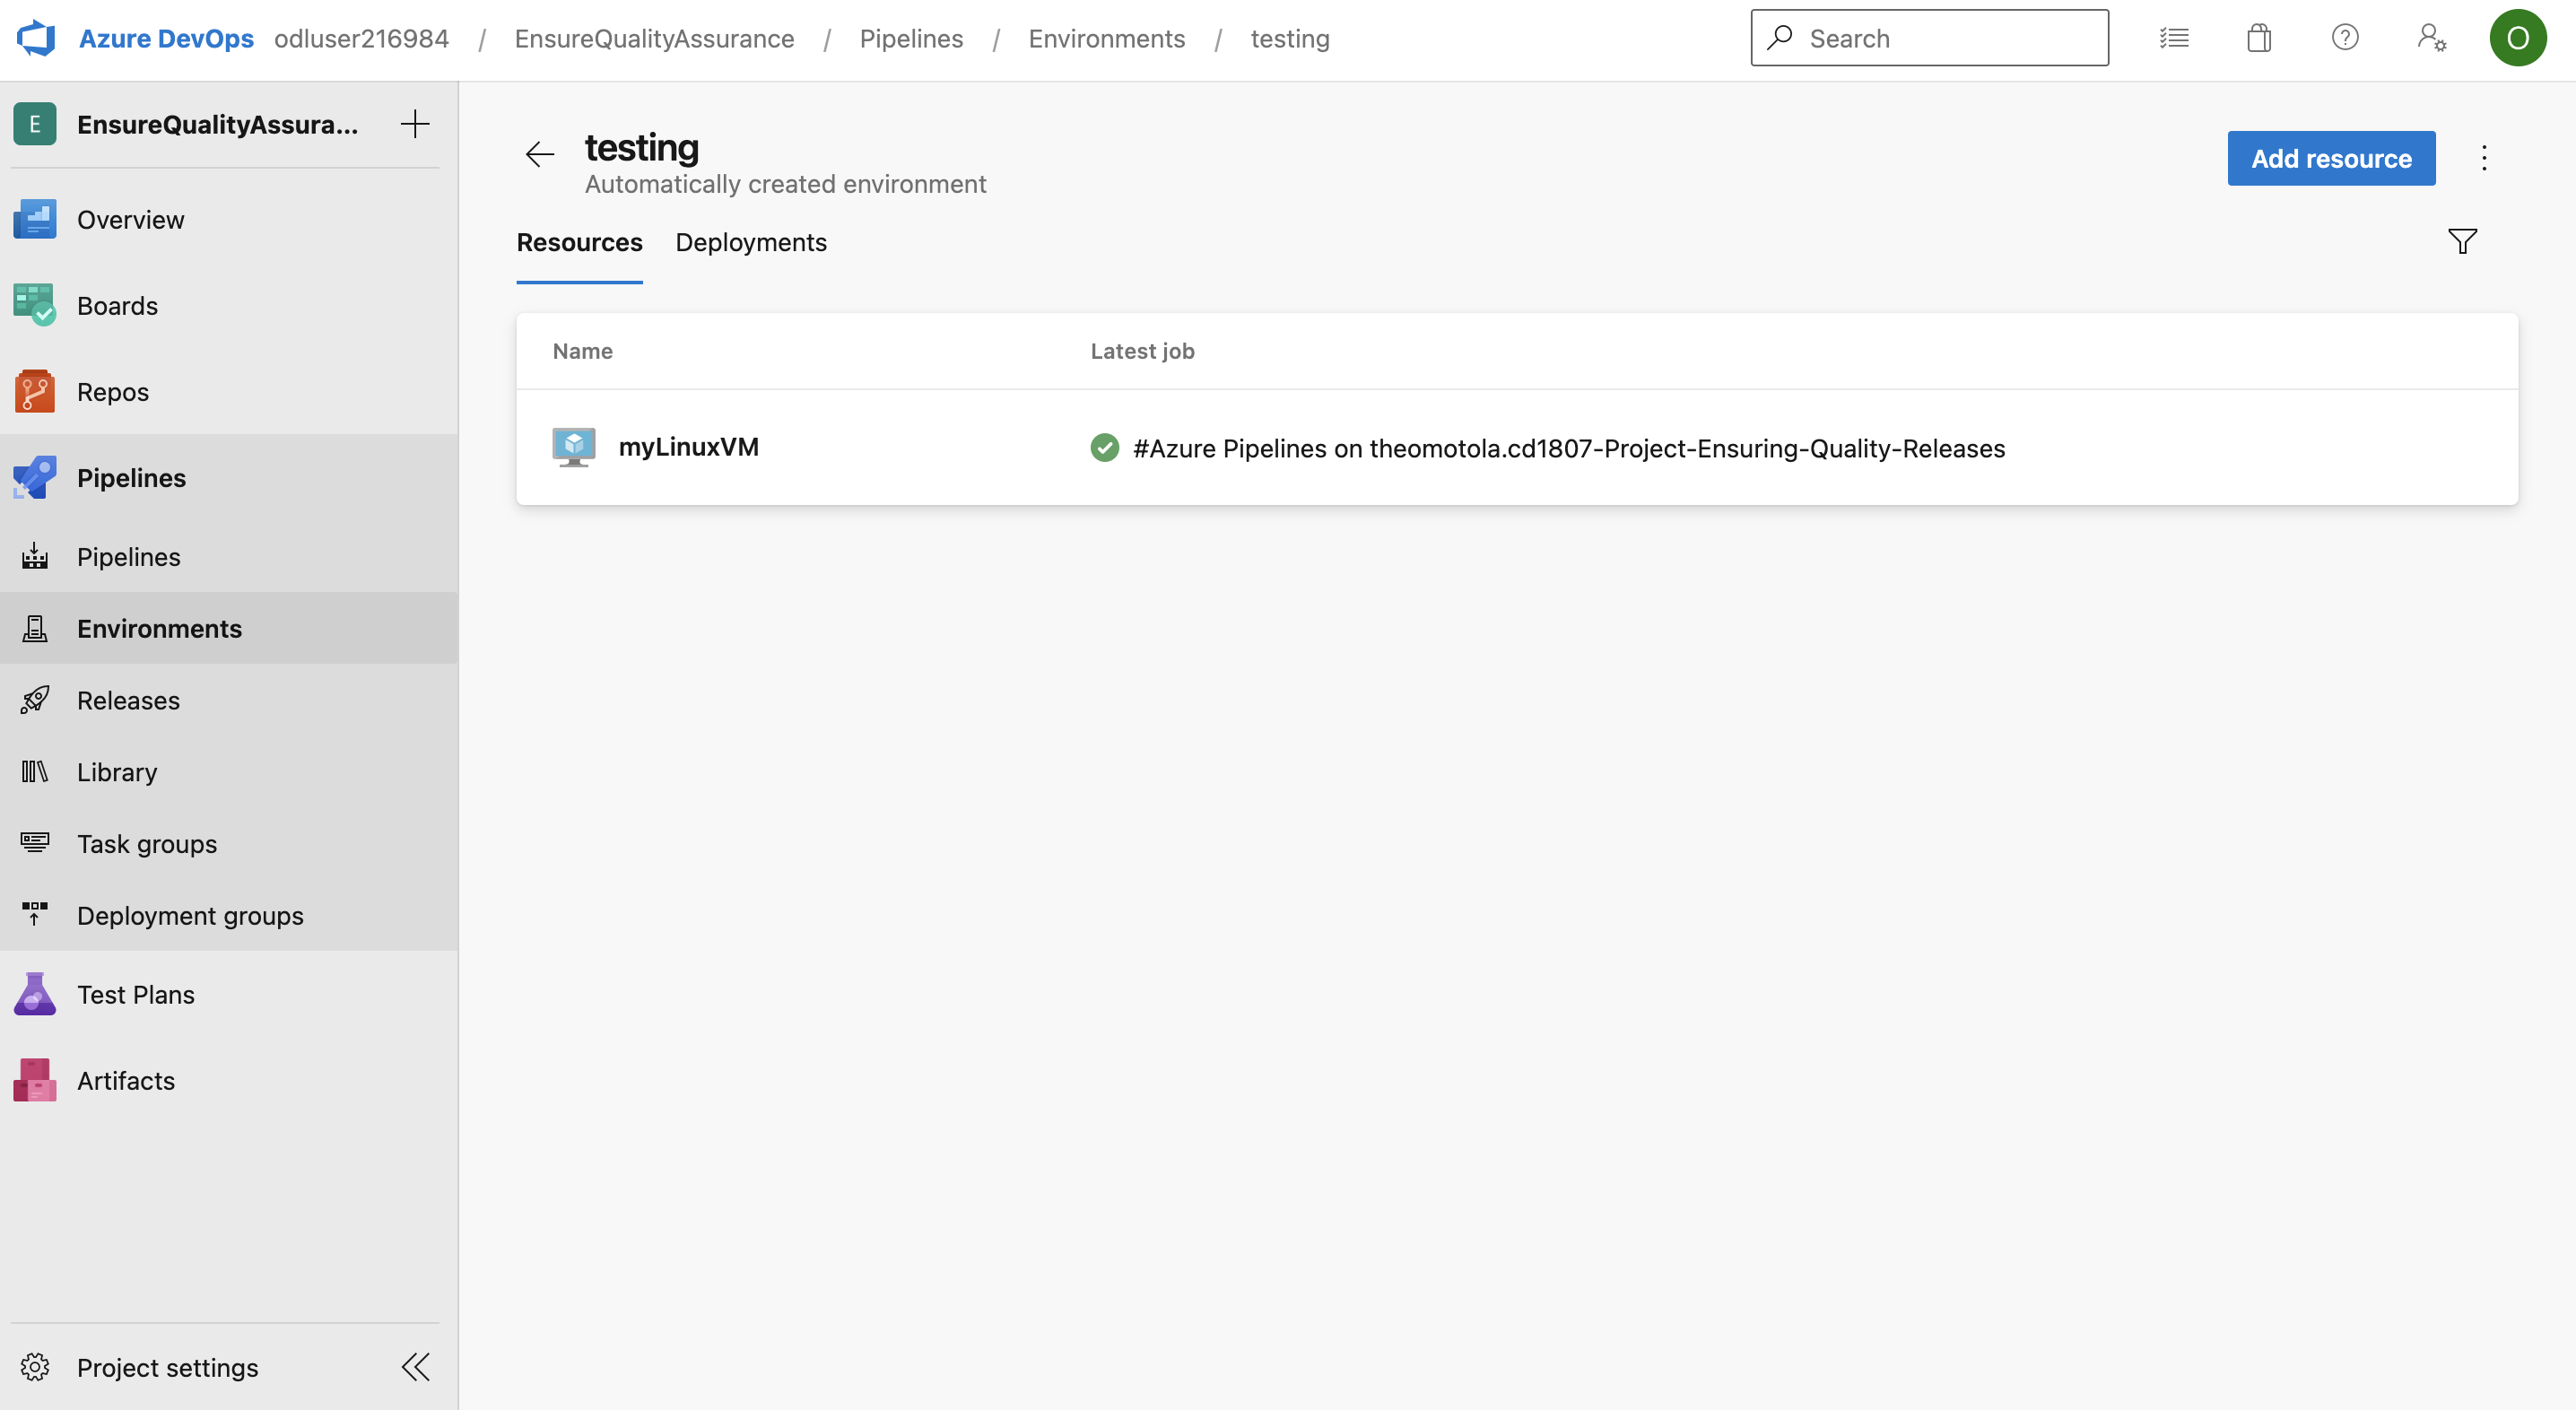 Azure DevOps odluser216984 / EnsureQualityAssurance / Pipelines / Environments / testing
Search
O
E EnsureQualityAssura...
Overview
Boards
Repos
Pipelines
Pipelines
Environments
Releases
Library
Task groups
Deployment groups
Test Plans
Artifacts
Project settings
testing
Automatically created environment
Add resource
Resources Deployments
Name Latest job
myLinuxVM #Azure Pipelines on theomotola.cd1807-Project-Ensuring-Quality-Releases